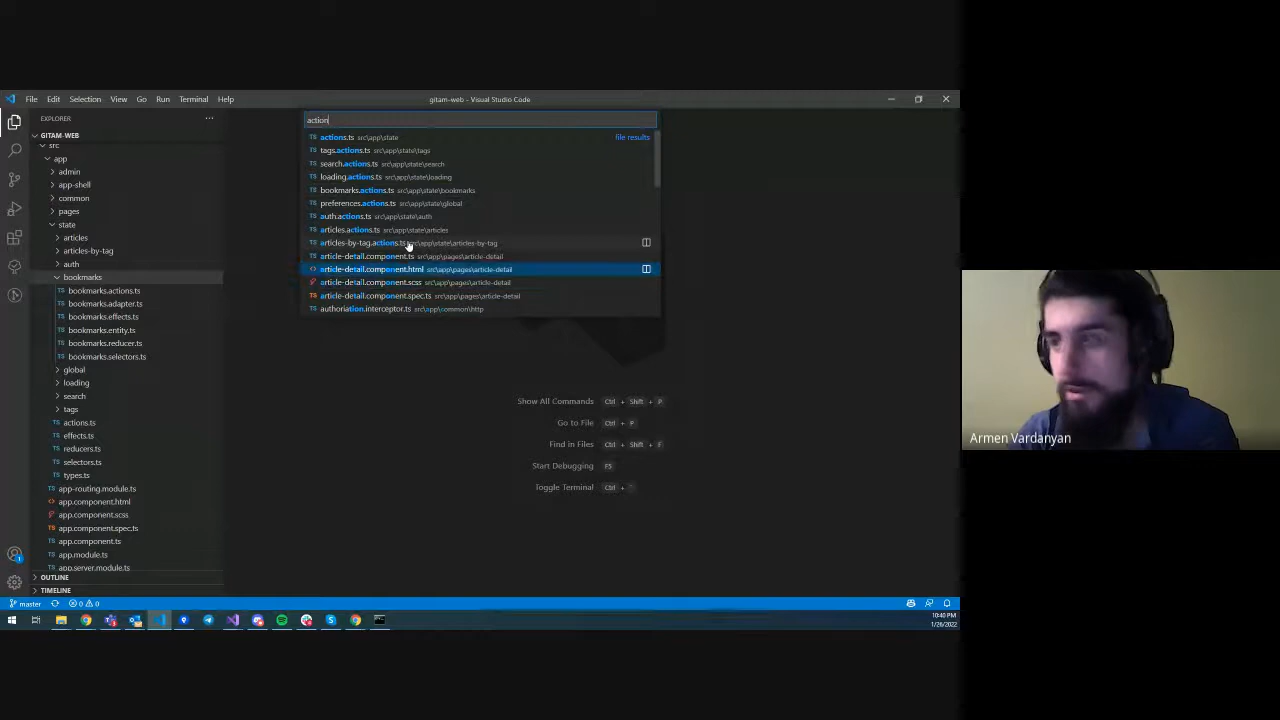 File Edit Selection View Go Run Terminal Help
gitam-web - Visual Studio Code
EXPLORER
···
action
GITAM-WEB
src
app
admin
app-shell
common
pages
state
articles
articles-by-tag
auth
bookmarks
bookmarks.actions.ts
bookmarks.adapter.ts
bookmarks.effects.ts
bookmarks.entity.ts
bookmarks.reducer.ts
bookmarks.selectors.ts
global
loading
search
tags
actions.ts
effects.ts
reducers.ts
selectors.ts
types.ts
app-routing.module.ts
app.component.html
app.component.scss
app.component.spec.ts
app.component.ts
app.module.ts
app.server.module.ts
OUTLINE
TIMELINE
actions.ts src\app\state file results
tags.actions.ts src\app\state\tags
search.actions.ts src\app\state\search
loading.actions.ts src\app\state\loading
bookmarks.actions.ts src\app\state\bookmarks
preferences.actions.ts src\app\state\global
auth.actions.ts src\app\state\auth
articles.actions.ts src\app\state\articles
articles-by-tag.actions.ts src\app\state\articles-by-tag
article-detail.component.ts src\app\pages\article-detail
article-detail.component.html src\app\pages\article-detail
article-detail.component.scss src\app\pages\article-detail
article-detail.component.spec.ts src\app\pages\article-detail
authoriation.interceptor.ts src\app\common\http
Show All Commands Ctrl + Shift + P
Go to File Ctrl + P
Find in Files Ctrl + Shift + F
Start Debugging F5
Toggle Terminal Ctrl + `
Armen Vardanyan
master 0 0
10:40 PM
1/26/2022